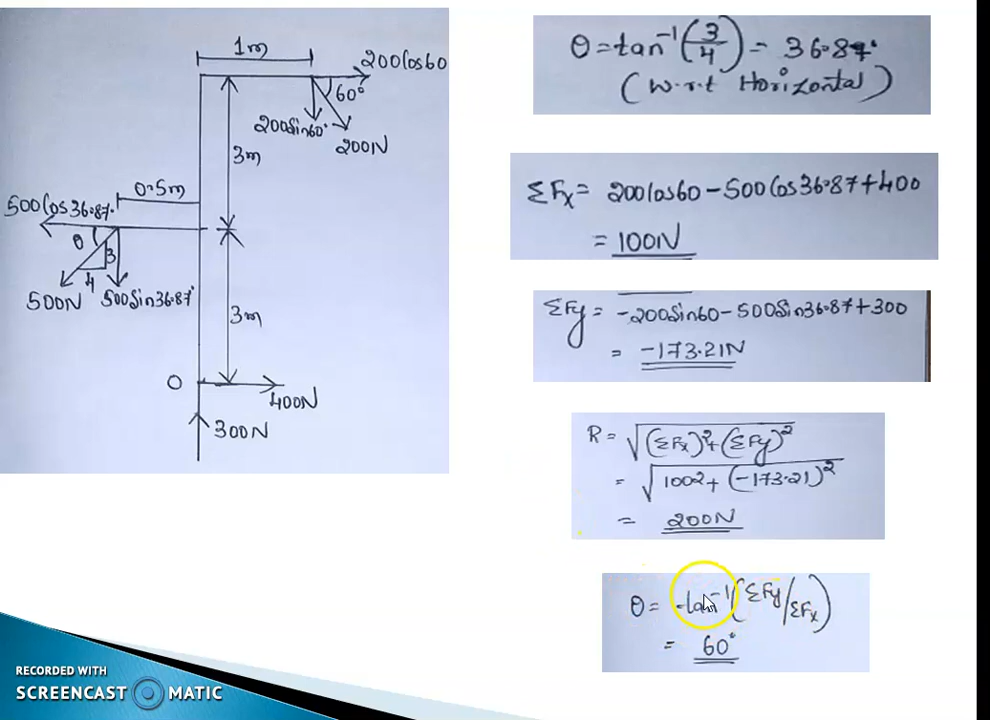 1m
200Cos60
60°
200Sin60°
200N
3m
0.5m
500Cos36.87°
θ
3
4
500N
500Sin36.87°
3m
O
400N
300N
θ = tan⁻¹(3/4) = 36.87°
(w.r.t Horizontal)
ΣFx = 200Cos60 - 500Cos36.87 + 400
= 100N
ΣFy = -200Sin60 - 500Sin36.87 + 300
= -173.21N
R = √(ΣFx)² + (ΣFy)²
= √100² + (-173.21)²
= 200N
θ = tan⁻¹(ΣFy/ΣFx)
= 60°
RECORDED WITH
SCREENCAST MATIC